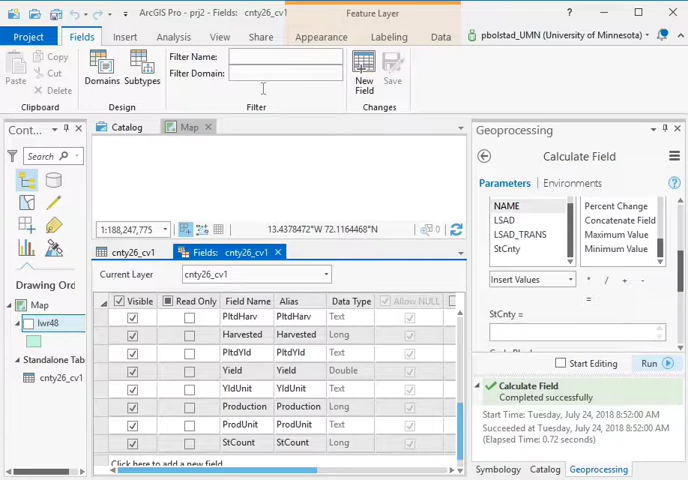 ArcGIS Pro - prj2 - Fields: cnty26_cv1
Feature Layer
?
Project Fields Insert Analysis View Share Appearance Labeling Data
pbolstad_UMN (University of Minnesota)
Paste
Copy
Cut
Delete
Clipboard
Domains Subtypes
Design
Filter Name:
Filter Domain:
Filter
New Field
Save
Changes
Con...
Search
Drawing Ord
Map
lwr48
Standalone Tab
cnty26_cv1
Catalog Map
1:188,247,775
13.4378472°W 72.1164468°N
0
cnty26_cv1 Fields: cnty26_cv1
Current Layer cnty26_cv1
Visible Read Only Field Name Alias Data Type Allow NULL
PltdHarv PltdHarv Text
Harvested Harvested Long
PltdYld PltdYld Text
Yield Yield Double
YldUnit YldUnit Text
Production Production Long
ProdUnit ProdUnit Text
StCount StCount Long
Click here to add a new field.
Geoprocessing
Calculate Field
Parameters Environments
?
NAME
LSAD
LSAD_TRANS
StCnty
Percent Change
Concatenate Field
Maximum Value
Minimum Value
Insert Values * / + -
=
StCnty =
Start Editing Run
Calculate Field
Completed successfully
Start Time: Tuesday, July 24, 2018 8:52:00 AM
Succeeded at Tuesday, July 24, 2018 8:52:00 AM
(Elapsed Time: 0.72 seconds)
Symbology Catalog Geoprocessing